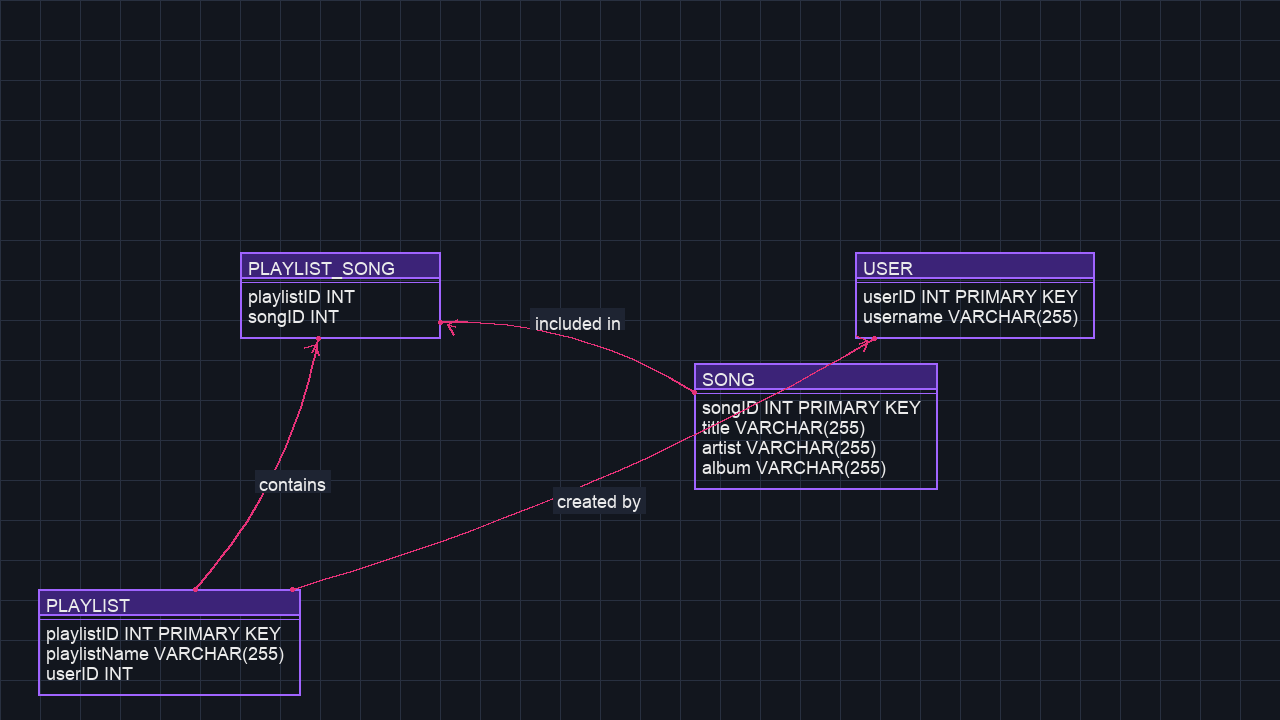 PLAYLIST_SONG
playlistID INT
songID INT
USER
userID INT PRIMARY KEY
username VARCHAR(255)
included in
SONG
songID INT PRIMARY KEY
title VARCHAR(255)
artist VARCHAR(255)
album VARCHAR(255)
contains
created by
PLAYLIST
playlistID INT PRIMARY KEY
playlistName VARCHAR(255)
userID INT